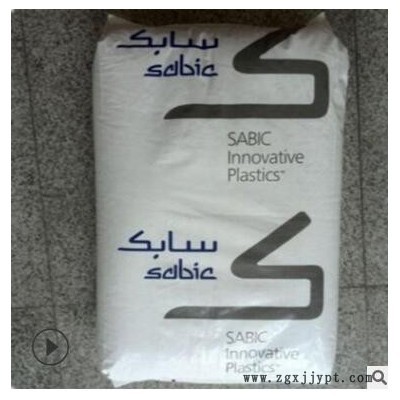 سابك
sabic
SABIC
Innovative
Plastics™
سابك
sabic
SABIC
Innovative
Plastics™
www.zgxjjypt.com